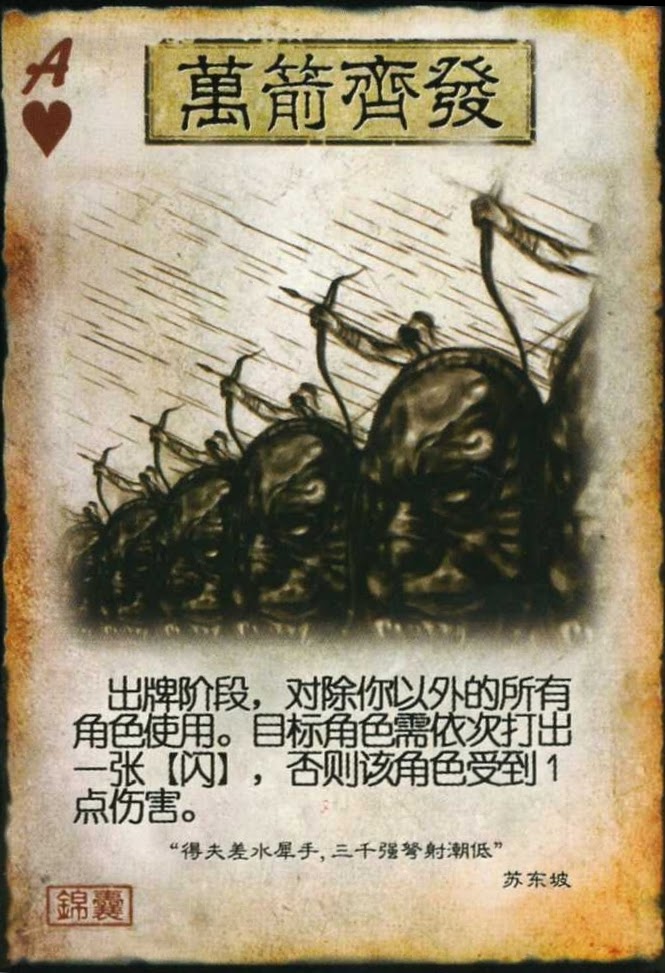 A
萬箭齊發
出牌阶段，对除你以外的所有
角色使用。目标角色需依次打出
一张【闪】，否则该角色受到1
点伤害。
“得夫差水犀手，三千强弩射潮低”
苏东坡
錦囊